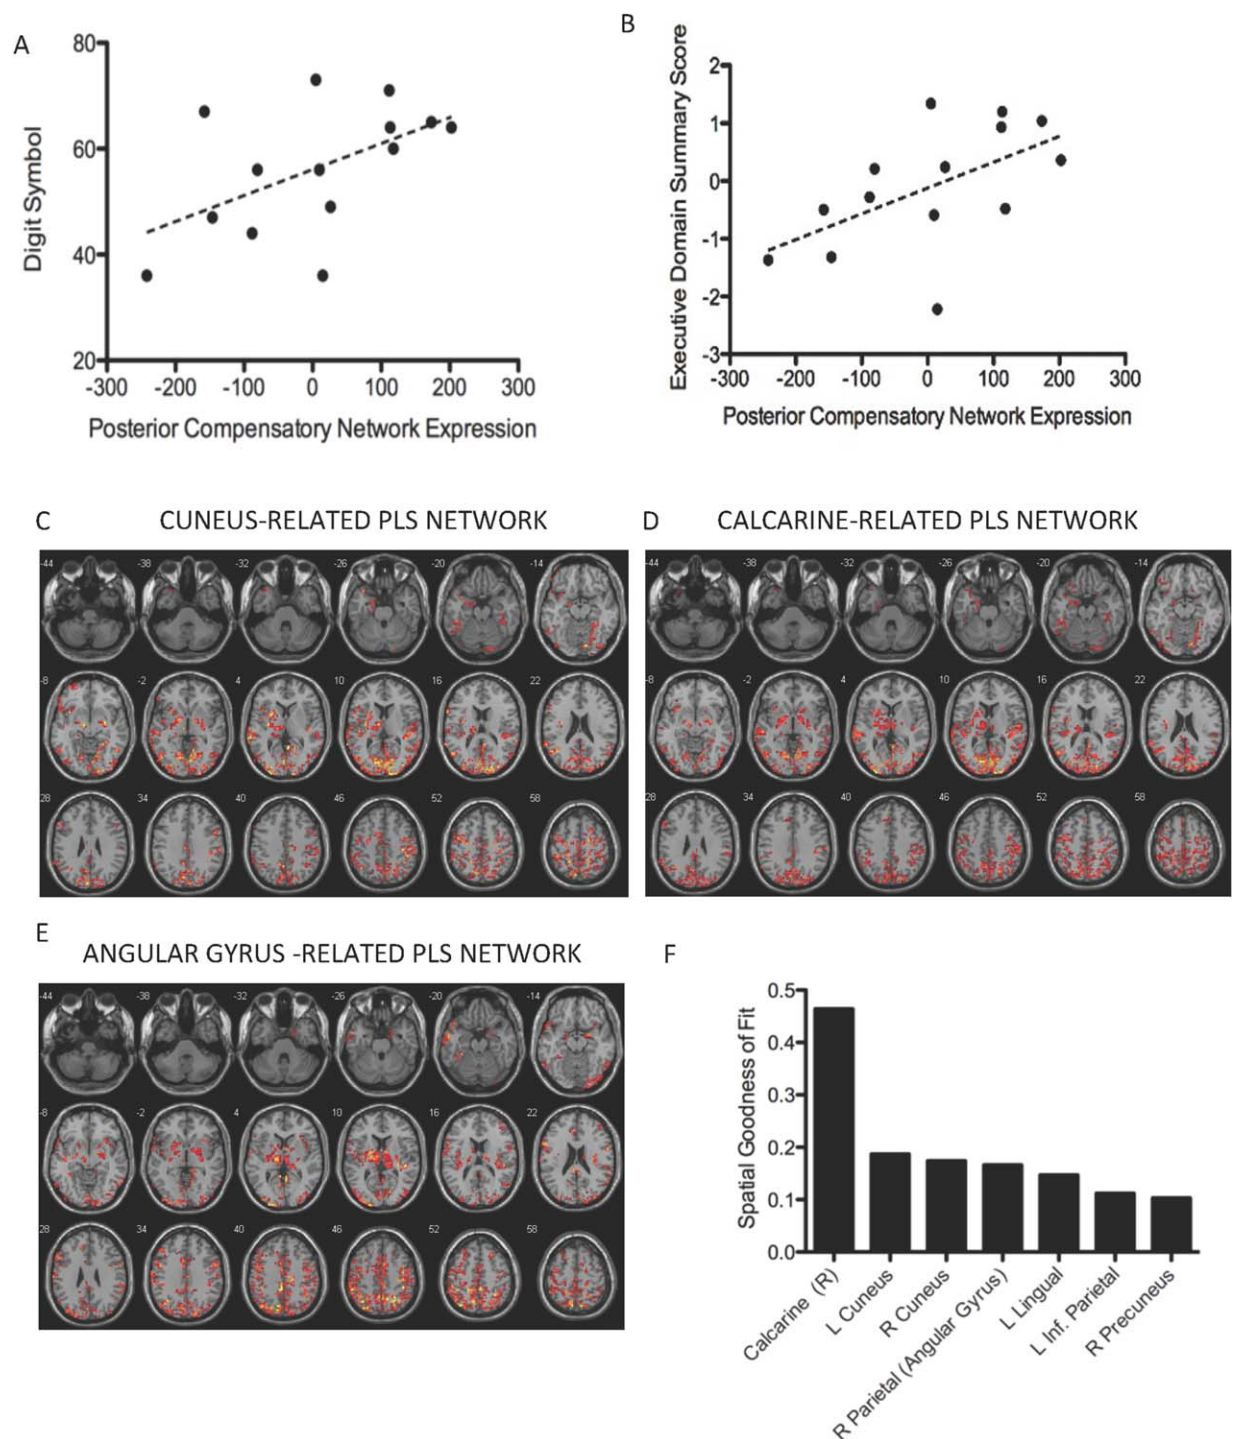 A
B
80
60
40
20
Digit Symbol
-300 -200 -100 0 100 200 300
Posterior Compensatory Network Expression
2
1
0
-1
-2
-3
Executive Domain Summary Score
-300 -200 -100 0 100 200 300
Posterior Compensatory Network Expression
C CUNEUS-RELATED PLS NETWORK
-44 -38 -32 -26 -20 -14
-8 -2 4 10 16 22
28 34 40 46 52 58
D CALCARINE-RELATED PLS NETWORK
-44 -38 -32 -26 -20 -14
-8 -2 4 10 16 22
28 34 40 46 52 58
E
ANGULAR GYRUS -RELATED PLS NETWORK
-44 -38 -32 -26 -20 -14
-8 -2 4 10 16 22
28 34 40 46 52 58
F
0.5
0.4
0.3
0.2
0.1
0.0
Spatial Goodness of Fit
Calcarine (R)
L Cuneus
R Cuneus
R Parietal (Angular Gyrus)
L Lingual
L Inf. Parietal
R Precuneus